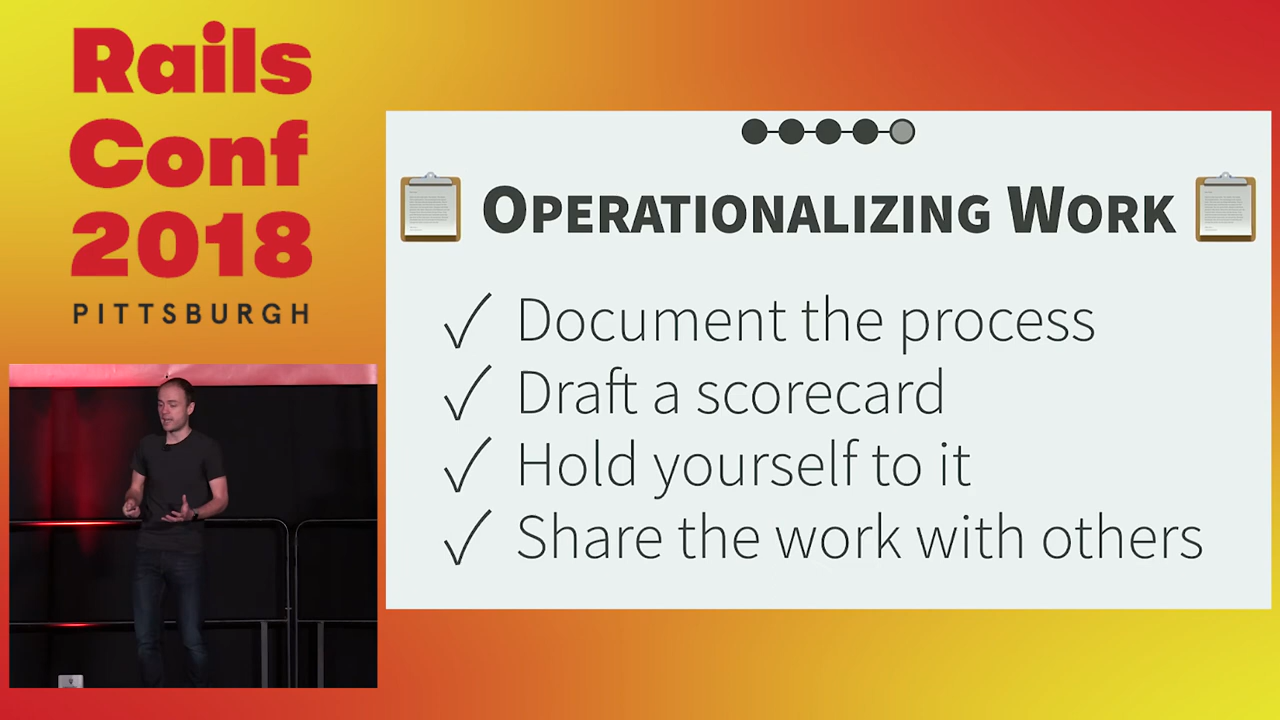 Rails
Conf
2018
PITTSBURGH
OPERATIONALIZING WORK
✓ Document the process
✓ Draft a scorecard
✓ Hold yourself to it
✓ Share the work with others